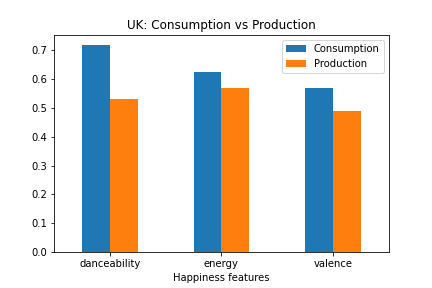 UK: Consumption vs Production
Consumption
Production
0.7
0.6
0.5
0.4
0.3
0.2
0.1
0.0
danceability energy valence
Happiness features